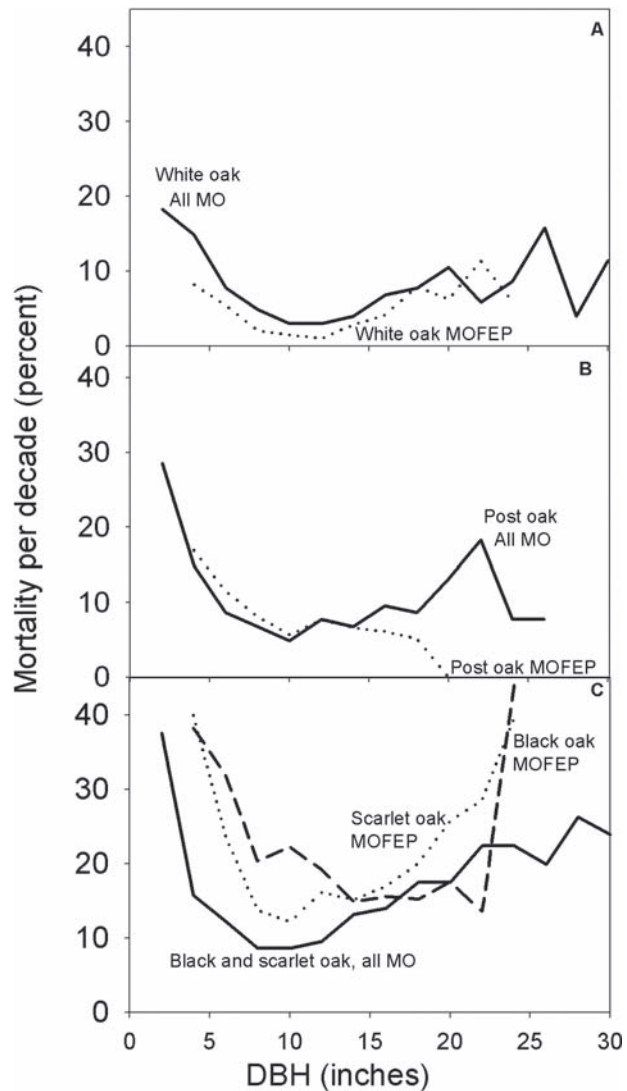 Mortality per decade (percent)
A
40
30
20
10
0
White oak
All MO
White oak MOFEP
B
40
30
20
10
0
Post oak
All MO
Post oak MOFEP
C
40
30
20
10
0
Black oak
MOFEP
Scarlet oak
MOFEP
Black and scarlet oak, all MO
0 5 10 15 20 25 30
DBH (inches)